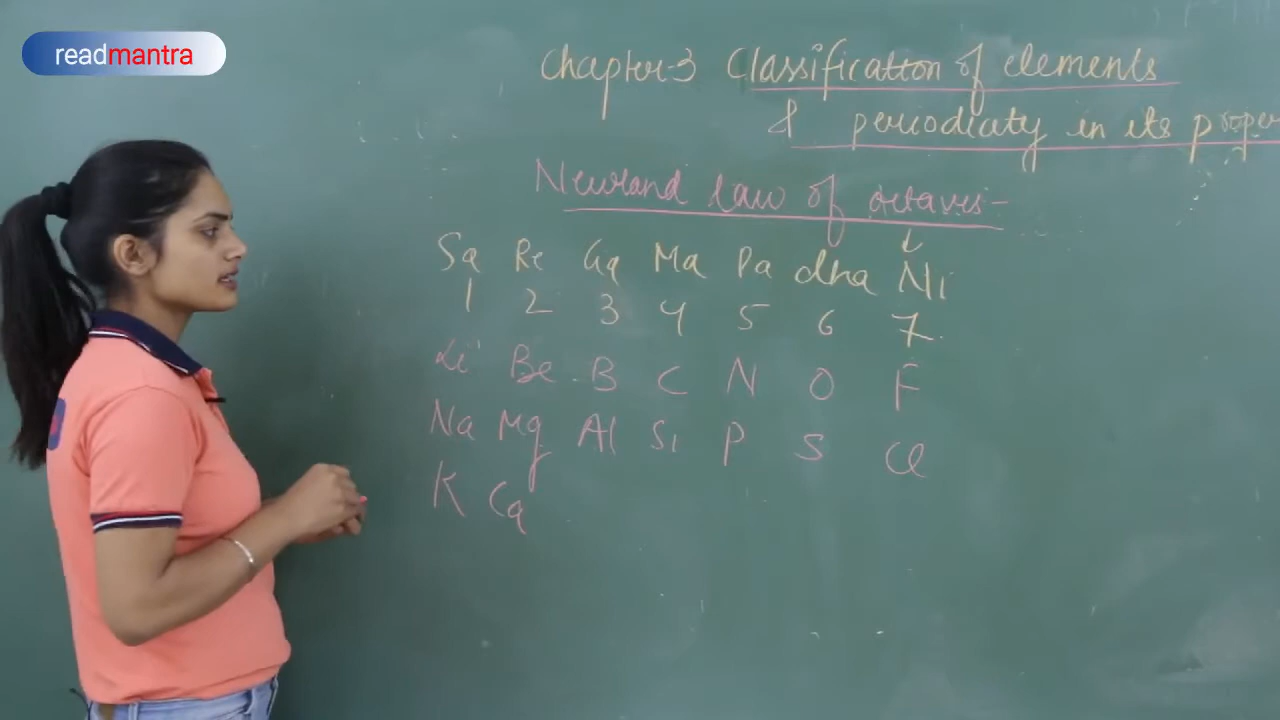 readmantra
Chapter-3 Classification of elements
& periodicity in its proper
Newland law of octaves-
Sa Re Ga Ma Pa dha Ni
1 2 3 4 5 6 7
Li Be B C N O F
Na Mg Al Si P S Cl
K Ca